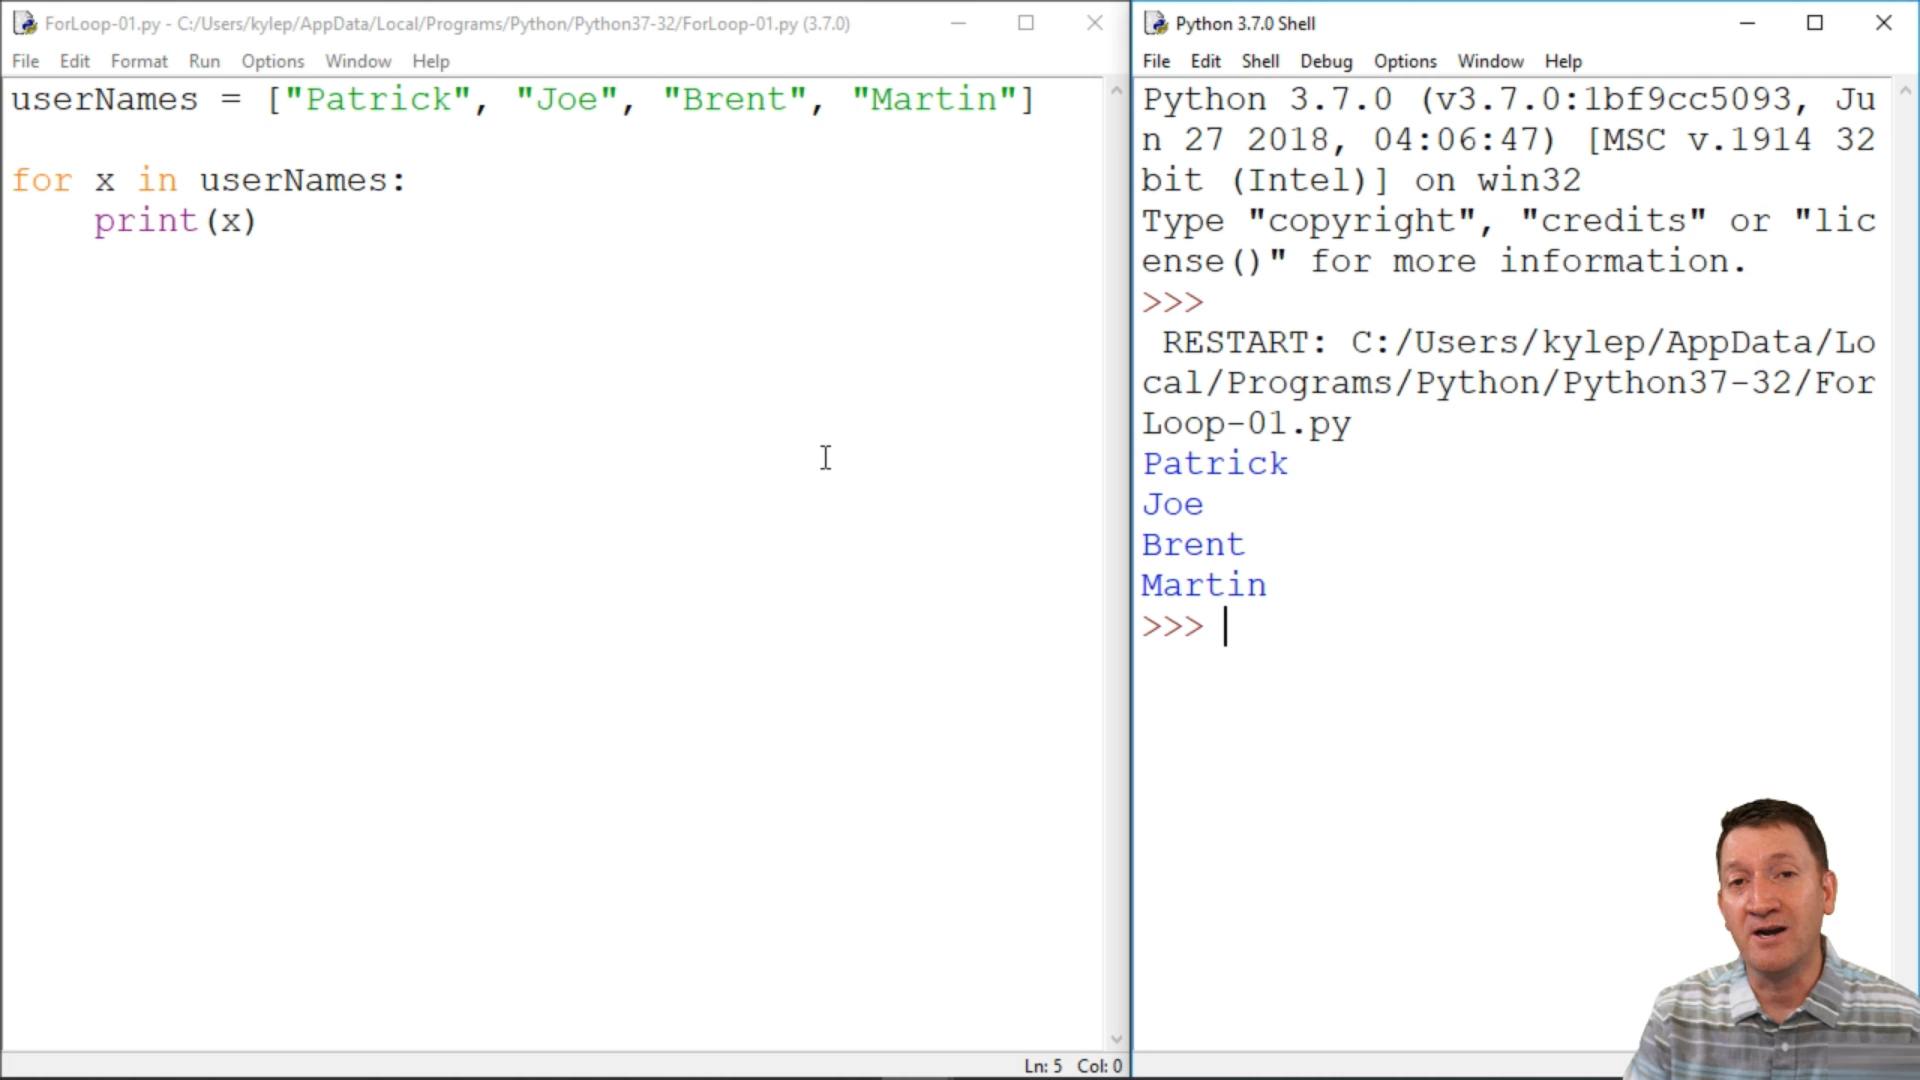 ForLoop-01.py - C:/Users/kylep/AppData/Local/Programs/Python/Python37-32/ForLoop-01.py (3.7.0)
File Edit Format Run Options Window Help
userNames = ["Patrick", "Joe", "Brent", "Martin"]
for x in userNames:
    print(x)
Ln: 5 Col: 0
Python 3.7.0 Shell
File Edit Shell Debug Options Window Help
Python 3.7.0 (v3.7.0:1bf9cc5093, Ju
n 27 2018, 04:06:47) [MSC v.1914 32
bit (Intel)] on win32
Type "copyright", "credits" or "lic
ense()" for more information.
>>>
 RESTART: C:/Users/kylep/AppData/Lo
cal/Programs/Python/Python37-32/For
Loop-01.py
Patrick
Joe
Brent
Martin
>>>